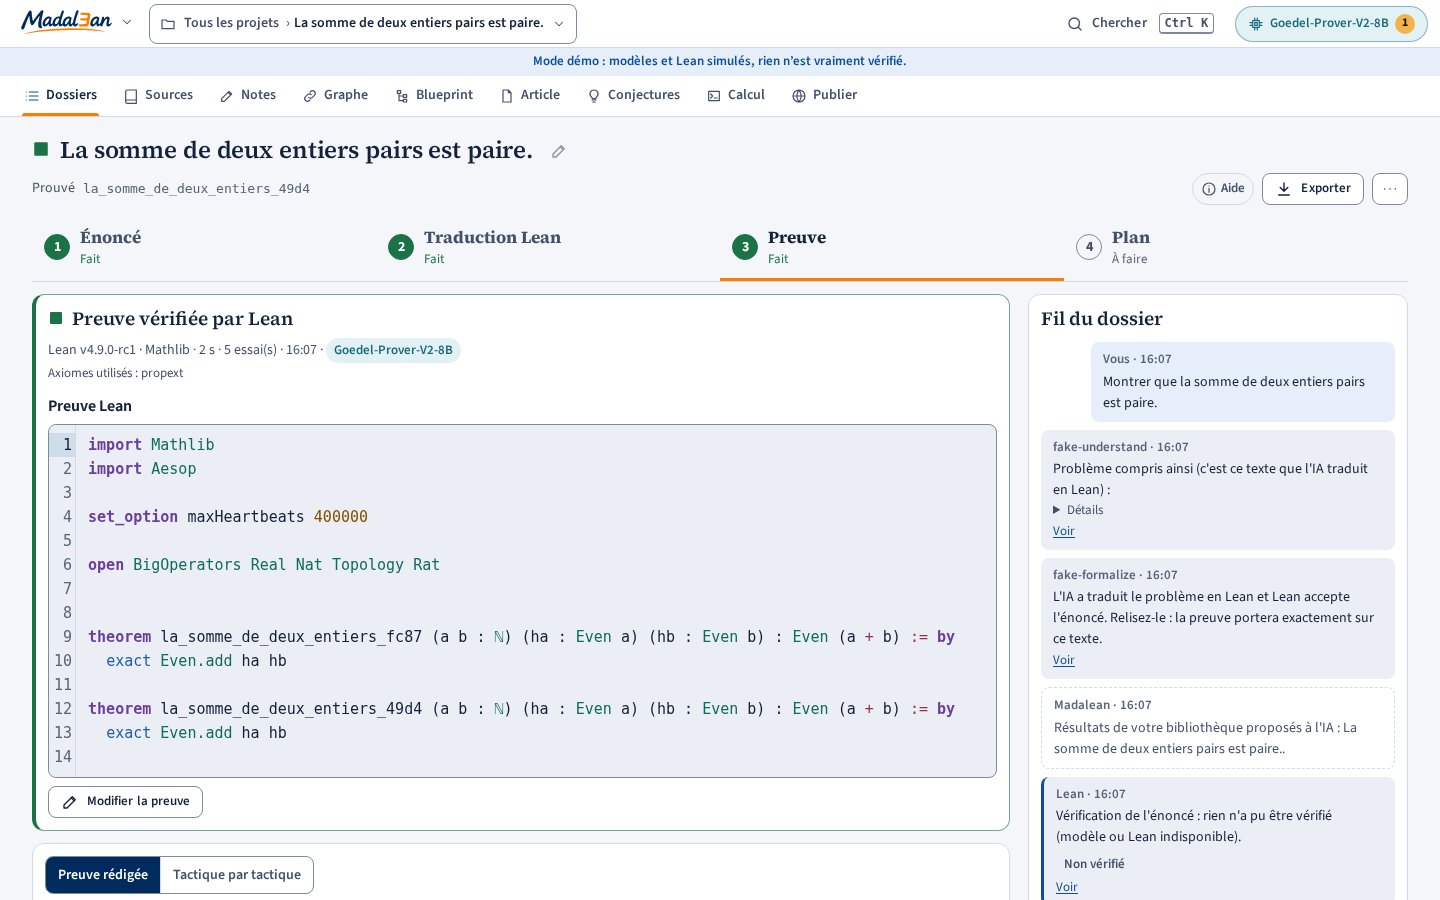 Madal∃an
Tous les projets › La somme de deux entiers pairs est paire.
Chercher Ctrl K
Goedel-Prover-V2-8B 1
Mode démo : modèles et Lean simulés, rien n’est vraiment vérifié.
Dossiers Sources Notes Graphe Blueprint Article Conjectures Calcul Publier
La somme de deux entiers pairs est paire.
Prouvé la_somme_de_deux_entiers_49d4
Aide Exporter ...
1 Énoncé
Fait
2 Traduction Lean
Fait
3 Preuve
Fait
4 Plan
À faire
Preuve vérifiée par Lean
Lean v4.9.0-rc1 · Mathlib · 2 s · 5 essai(s) · 16:07 · Goedel-Prover-V2-8B
Axiomes utilisés : propext
Preuve Lean
1 import Mathlib
2 import Aesop
3
4 set_option maxHeartbeats 400000
5
6 open BigOperators Real Nat Topology Rat
7
8
9 theorem la_somme_de_deux_entiers_fc87 (a b : ℕ) (ha : Even a) (hb : Even b) : Even (a + b) := by
10 exact Even.add ha hb
11
12 theorem la_somme_de_deux_entiers_49d4 (a b : ℕ) (ha : Even a) (hb : Even b) : Even (a + b) := by
13 exact Even.add ha hb
14
Modifier la preuve
Preuve rédigée Tactique par tactique
Fil du dossier
Vous · 16:07
Montrer que la somme de deux entiers pairs
est paire.
fake-understand · 16:07
Problème compris ainsi (c'est ce texte que l'IA traduit
en Lean) :
Détails
Voir
fake-formalize · 16:07
L'IA a traduit le problème en Lean et Lean accepte
l'énoncé. Relisez-le : la preuve portera exactement sur
ce texte.
Voir
Madalean · 16:07
Résultats de votre bibliothèque proposés à l'IA : La
somme de deux entiers pairs est paire..
Lean · 16:07
Vérification de l'énoncé : rien n'a pu être vérifié
(modèle ou Lean indisponible).
Non vérifié
Voir